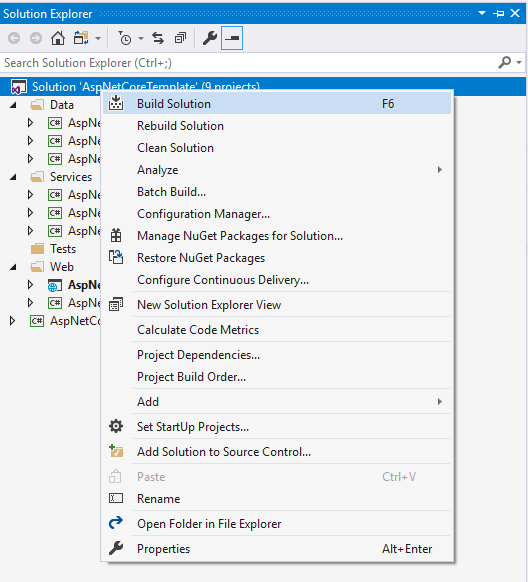 Solution Explorer
Search Solution Explorer (Ctrl+;)
Solution 'AspNetCoreTemplate' (9 projects)
Build Solution F6
Data
Rebuild Solution
C# AspNe
Clean Solution
C# AspNe
Analyze
C# AspNe
Services
Batch Build...
C# AspNe
Configuration Manager...
C# AspNe
Manage NuGet Packages for Solution...
C# AspNe
Tests
Restore NuGet Packages
Web
Configure Continuous Delivery...
AspNe
C# AspNe
New Solution Explorer View
C# AspNetCo
Calculate Code Metrics
Project Dependencies...
Project Build Order...
Add
Set StartUp Projects...
Add Solution to Source Control...
Paste Ctrl+V
Rename
Open Folder in File Explorer
Properties Alt+Enter